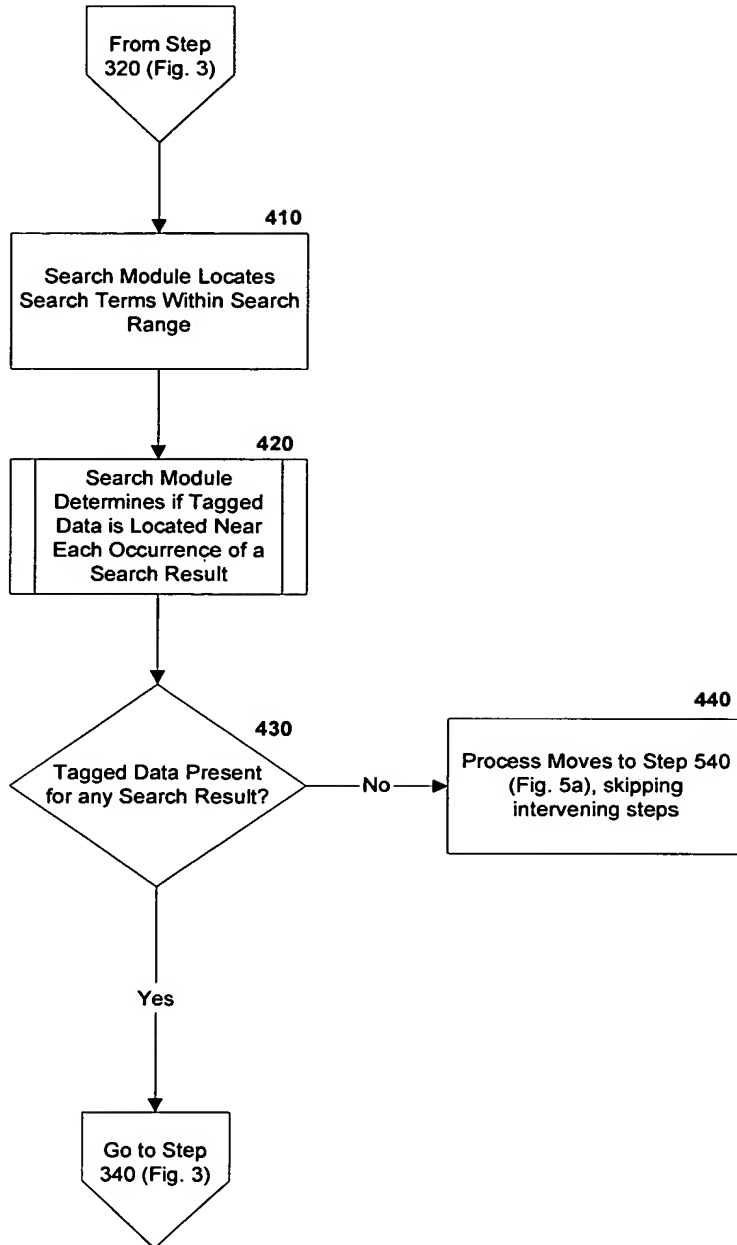 From Step
320 (Fig. 3)
410
Search Module Locates
Search Terms Within Search
Range
420
Search Module
Determines if Tagged
Data is Located Near
Each Occurrence of a
Search Result
430
Tagged Data Present
for any Search Result?
No
440
Process Moves to Step 540
(Fig. 5a), skipping
intervening steps
Yes
Go to Step
340 (Fig. 3)